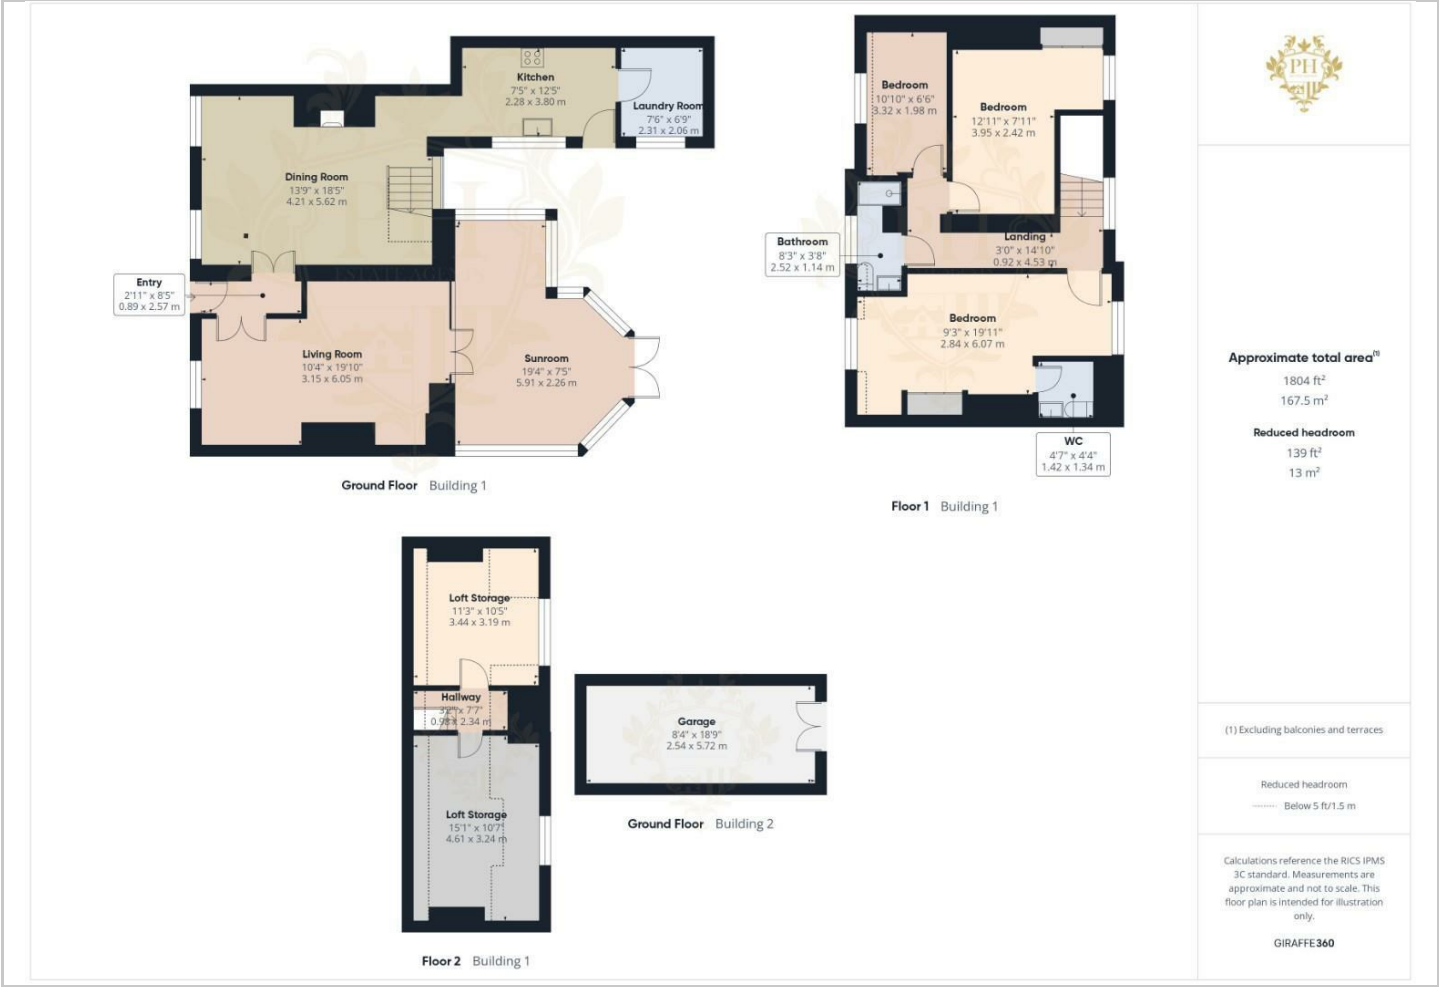 Kitchen
7'5" x 12'5"
2.28 x 3.80 m
Laundry Room
7'6" x 6'9"
2.31 x 2.06 m
Dining Room
13'9" x 18'5"
4.21 x 5.62 m
Entry
2'11" x 8'5"
0.89 x 2.57 m
Living Room
10'4" x 19'10"
3.15 x 6.05 m
Sunroom
19'4" x 7'5"
5.91 x 2.26 m
Ground Floor Building 1
Bedroom
10'10" x 6'6"
3.32 x 1.98 m
Bedroom
12'11" x 7'11"
3.95 x 2.42 m
Bathroom
8'3" x 3'8"
2.52 x 1.14 m
Landing
3'0" x 14'10"
0.92 x 4.53 m
Bedroom
9'3" x 19'11"
2.84 x 6.07 m
WC
4'7" x 4'4"
1.42 x 1.34 m
Floor 1 Building 1
Loft Storage
11'3" x 10'5"
3.44 x 3.19 m
Hallway
3'2" x 7'7"
0.98 x 2.34 m
Loft Storage
15'1" x 10'7"
4.61 x 3.24 m
Floor 2 Building 1
Garage
8'4" x 18'9"
2.54 x 5.72 m
Ground Floor Building 2
PH
Approximate total area(1)
1804 ft²
167.5 m²
Reduced headroom
139 ft²
13 m²
(1) Excluding balconies and terraces
Reduced headroom
Below 5 ft/1.5 m
Calculations reference the RICS IPMS
3C standard. Measurements are
approximate and not to scale. This
floor plan is intended for illustration
only.
GIRAFFE360